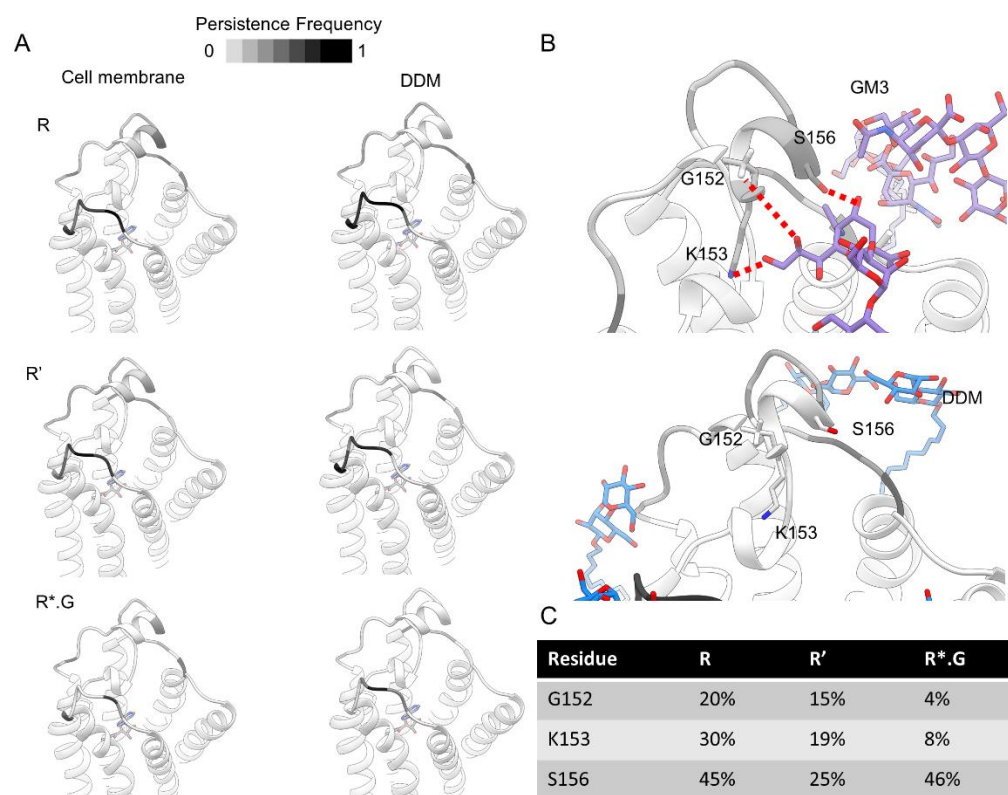 A
Persistence Frequency
0 1
Cell membrane DDM
R
R’
R*.G
B
GM3
S156
G152
K153
DDM
S156
G152
K153
C
Residue R R’ R*.G
G152 20% 15% 4%
K153 30% 19% 8%
S156 45% 25% 46%